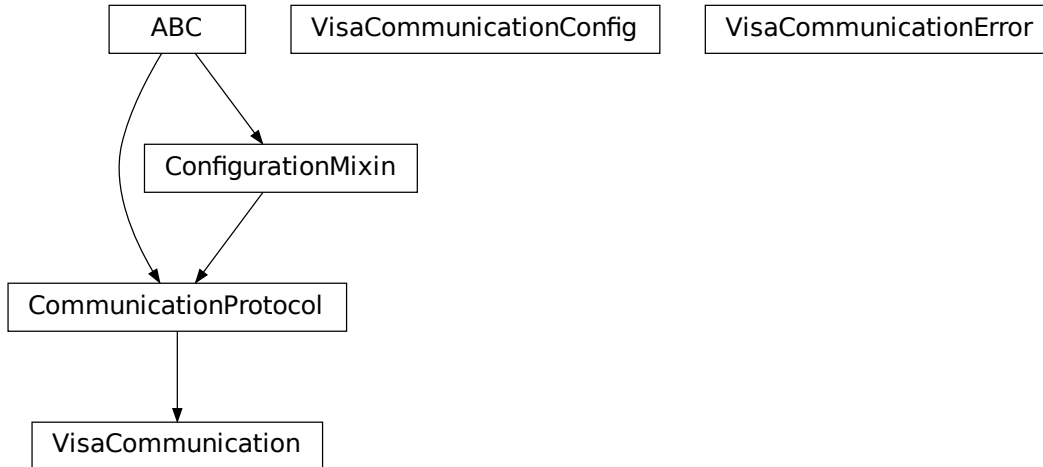 ABC
VisaCommunicationConfig
VisaCommunicationError
ConfigurationMixin
CommunicationProtocol
VisaCommunication